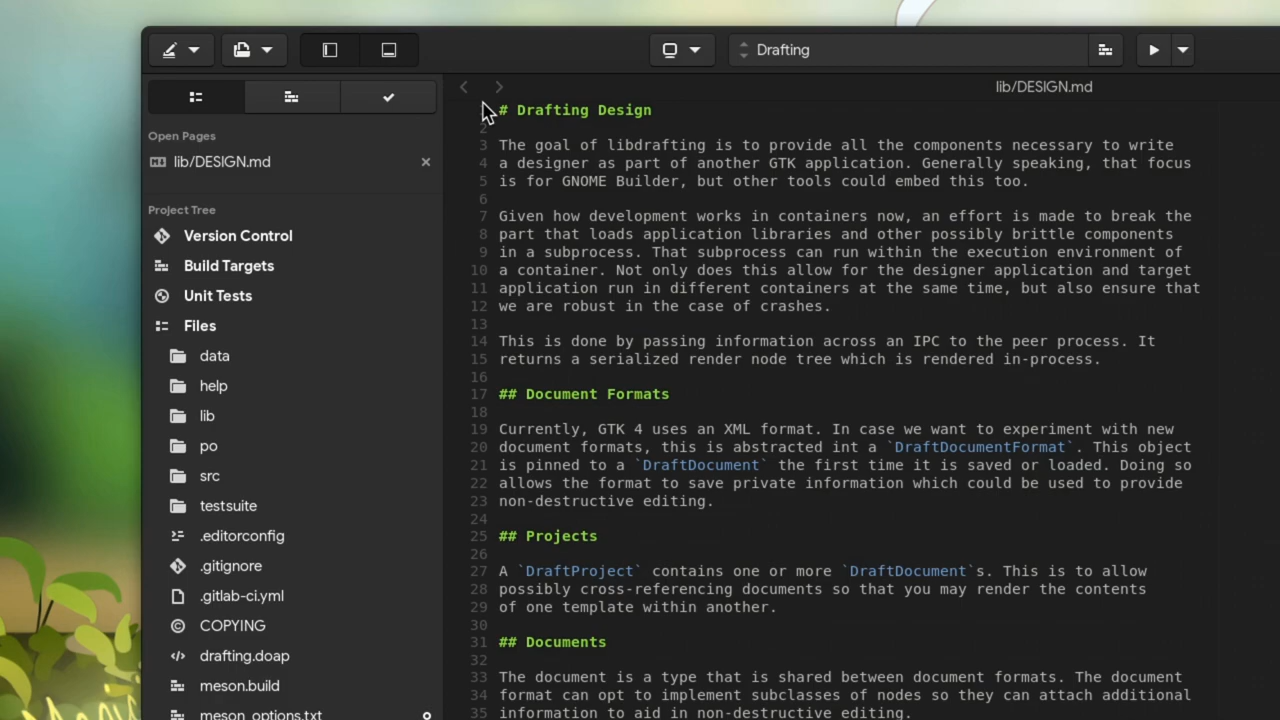 Drafting
Open Pages
lib/DESIGN.md
Project Tree
Version Control
Build Targets
Unit Tests
Files
data
help
lib
po
src
testsuite
.editorconfig
.gitignore
.gitlab-ci.yml
COPYING
drafting.doap
meson.build
meson_options.txt
lib/DESIGN.md
# Drafting Design
2
3 The goal of libdrafting is to provide all the components necessary to write
4 a designer as part of another GTK application. Generally speaking, that focus
5 is for GNOME Builder, but other tools could embed this too.
6
7 Given how development works in containers now, an effort is made to break the
8 part that loads application libraries and other possibly brittle components
9 in a subprocess. That subprocess can run within the execution environment of
10 a container. Not only does this allow for the designer application and target
11 application run in different containers at the same time, but also ensure that
12 we are robust in the case of crashes.
13
14 This is done by passing information across an IPC to the peer process. It
15 returns a serialized render node tree which is rendered in-process.
16
17 ## Document Formats
18
19 Currently, GTK 4 uses an XML format. In case we want to experiment with new
20 document formats, this is abstracted int a `DraftDocumentFormat`. This object
21 is pinned to a `DraftDocument` the first time it is saved or loaded. Doing so
22 allows the format to save private information which could be used to provide
23 non-destructive editing.
24
25 ## Projects
26
27 A `DraftProject` contains one or more `DraftDocument`s. This is to allow
28 possibly cross-referencing documents so that you may render the contents
29 of one template within another.
30
31 ## Documents
32
33 The document is a type that is shared between document formats. The document
34 format can opt to implement subclasses of nodes so they can attach additional
35 information to aid in non-destructive editing.